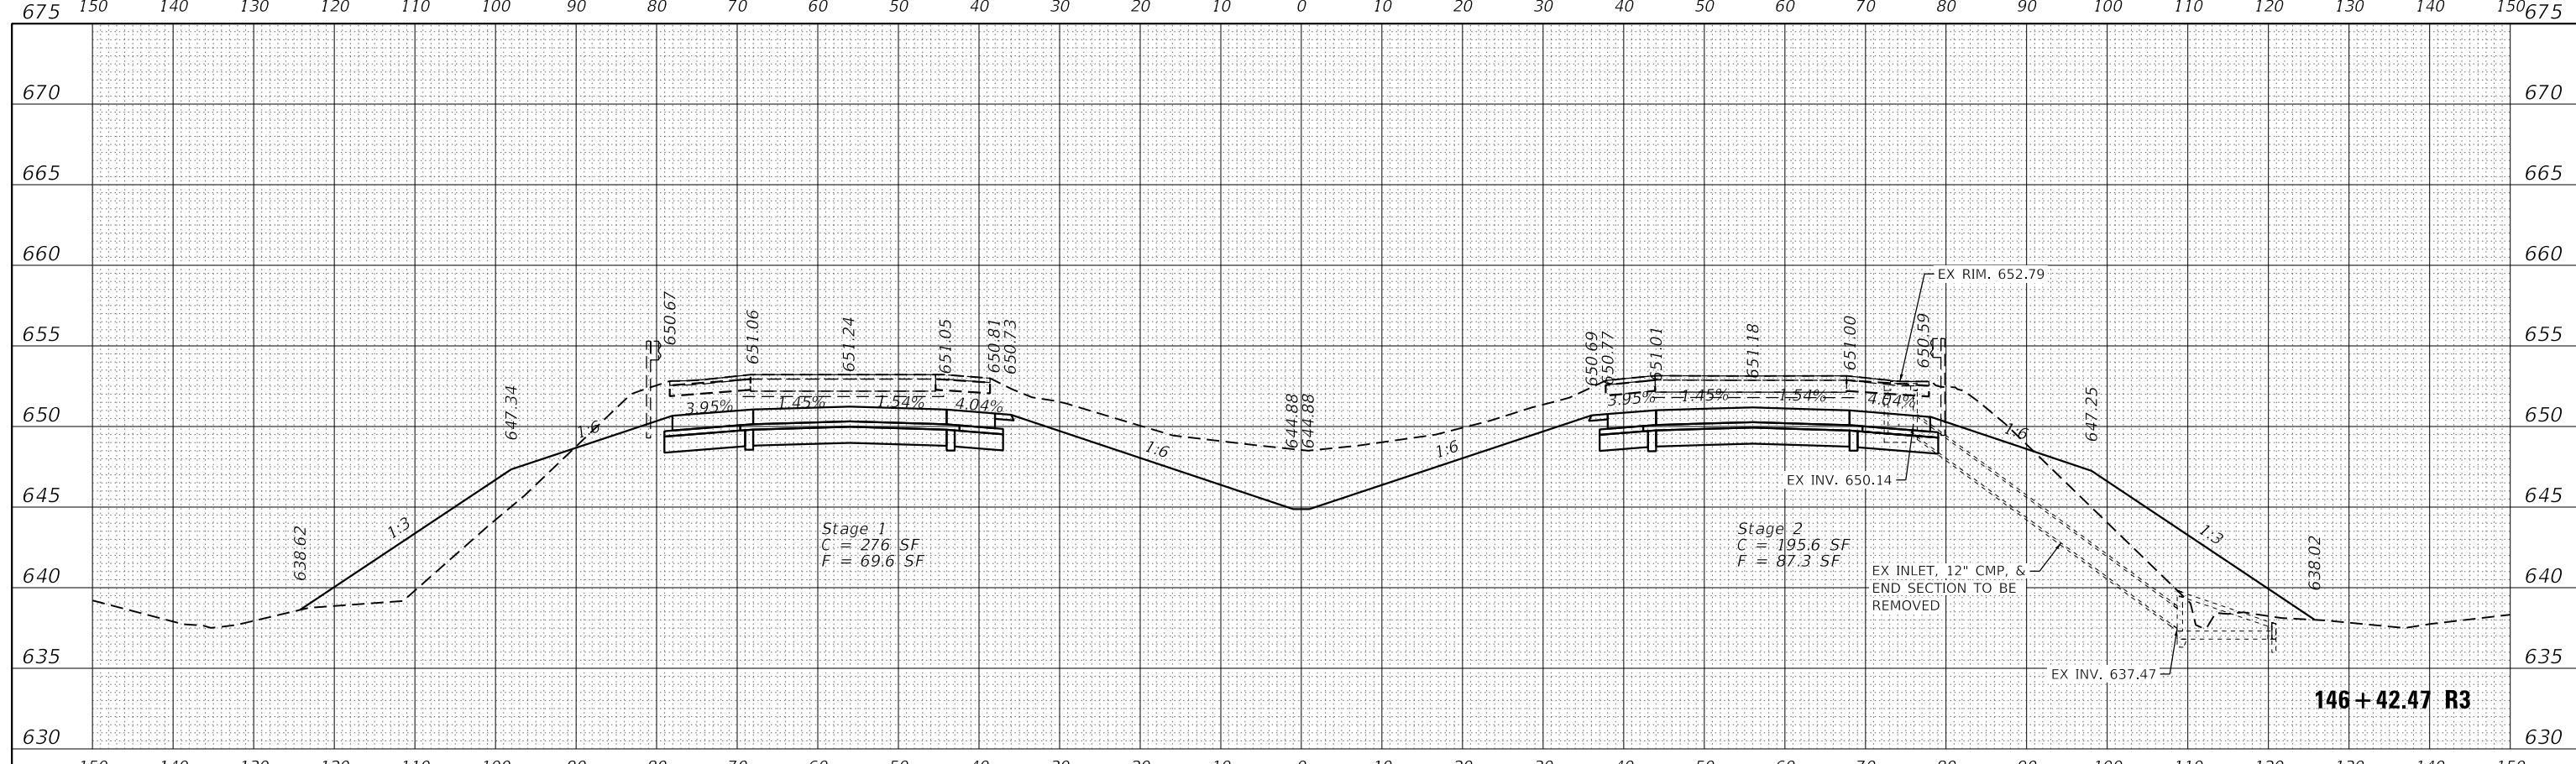 150 140 130 120 110 100 90 80 70 60 50 40 30 20 10 0 10 20 30 40 50 60 70 80 90 100 110 120 130 140 150
675 675
670 670
665 665
660 660
EX RIM. 652.79
655 655
650.67
651.06
651.24
651.05
650.81
650.73
650.69
650.77
651.01
651.18
651.00
650.59
647.34
644.88
644.88
647.25
3.95% 1.45% 1.54% 4.04% 3.95% 1.45% 1.54% 4.04%
650 650
1:6 1:6 1:6 1:6
EX INV. 650.14
645 645
1:3 1:3
638.62
638.02
Stage 1
C = 276 SF
F = 69.6 SF
Stage 2
C = 195.6 SF
F = 87.3 SF
EX INLET, 12" CMP, &
END SECTION TO BE
REMOVED
640 640
635 635
EX INV. 637.47
146+42.47 R3
630 630
150 140 130 120 110 100 90 80 70 60 50 40 30 20 10 0 10 20 30 40 50 60 70 80 90 100 110 120 130 140 150